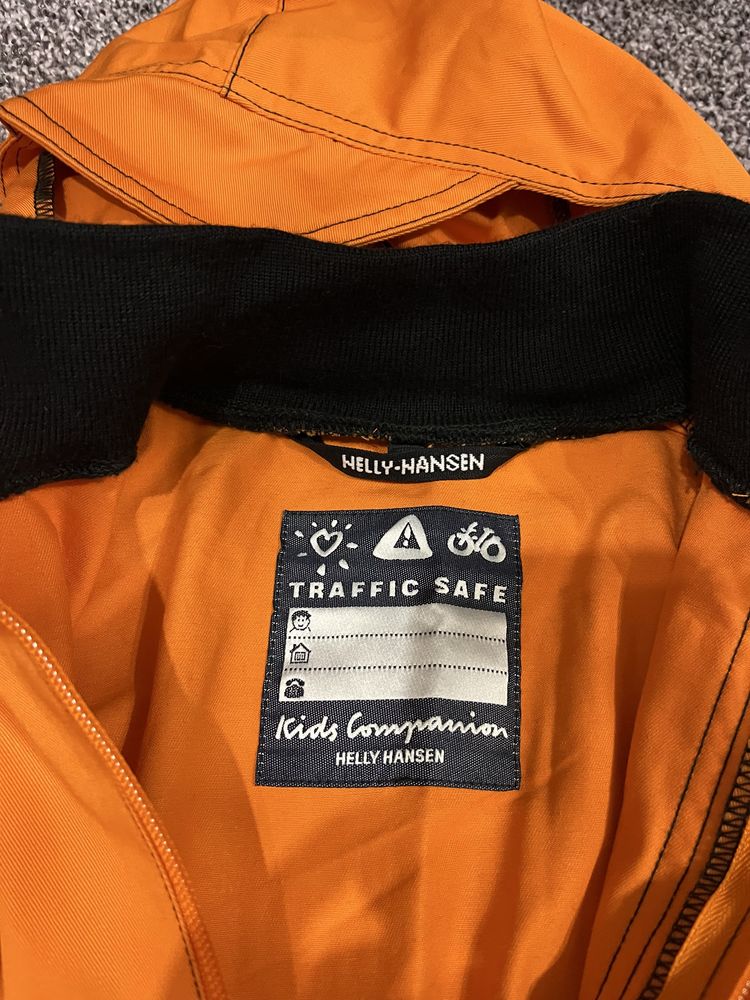 HELLY-HANSEN
TRAFFIC SAFE
Kids Companion
HELLY HANSEN